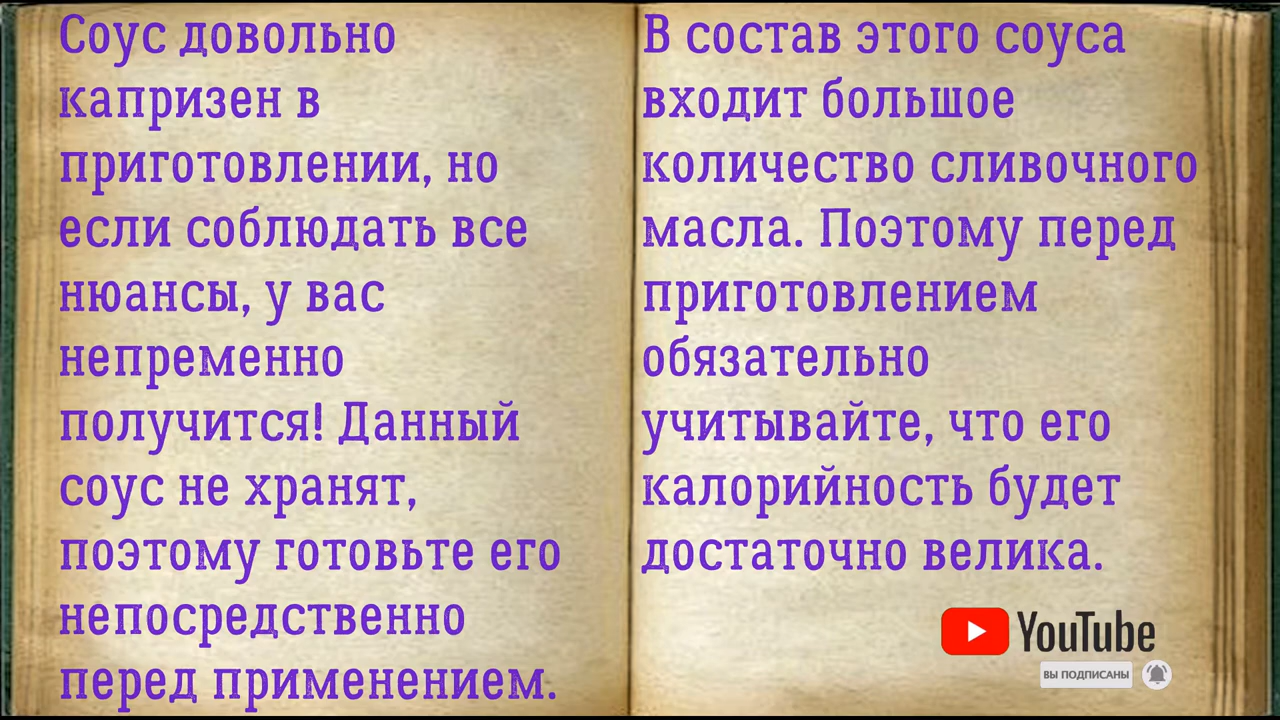 Соус довольно
капризен в
приготовлении, но
если соблюдать все
нюансы, у вас
непременно
получится! Данный
соус не хранят,
поэтому готовьте его
непосредственно
перед применением.
В состав этого соуса
входит большое
количество сливочного
масла. Поэтому перед
приготовлением
обязательно
учитывайте, что его
калорийность будет
достаточно велика.
YouTube
ВЫ ПОДПИСАНЫ